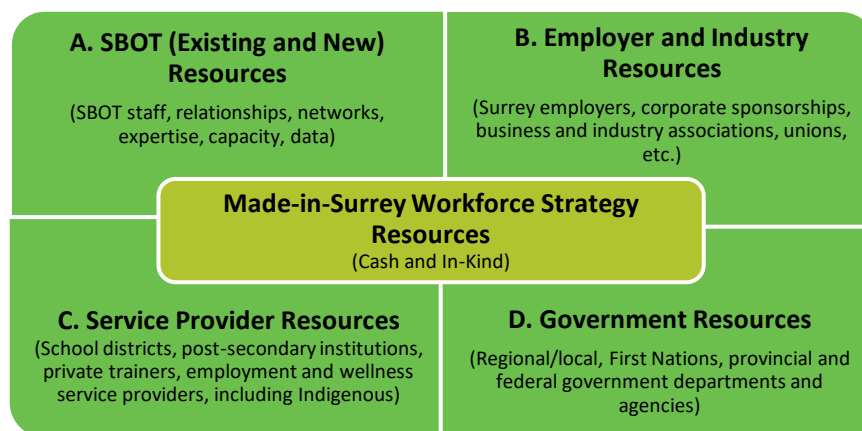 A. SBOT (Existing and New)
Resources
(SBOT staff, relationships, networks,
expertise, capacity, data)
B. Employer and Industry
Resources
(Surrey employers, corporate sponsorships,
business and industry associations, unions,
etc.)
Made-in-Surrey Workforce Strategy
Resources
(Cash and In-Kind)
C. Service Provider Resources
(School districts, post-secondary institutions,
private trainers, employment and wellness
service providers, including Indigenous)
D. Government Resources
(Regional/local, First Nations, provincial and
federal government departments and
agencies)